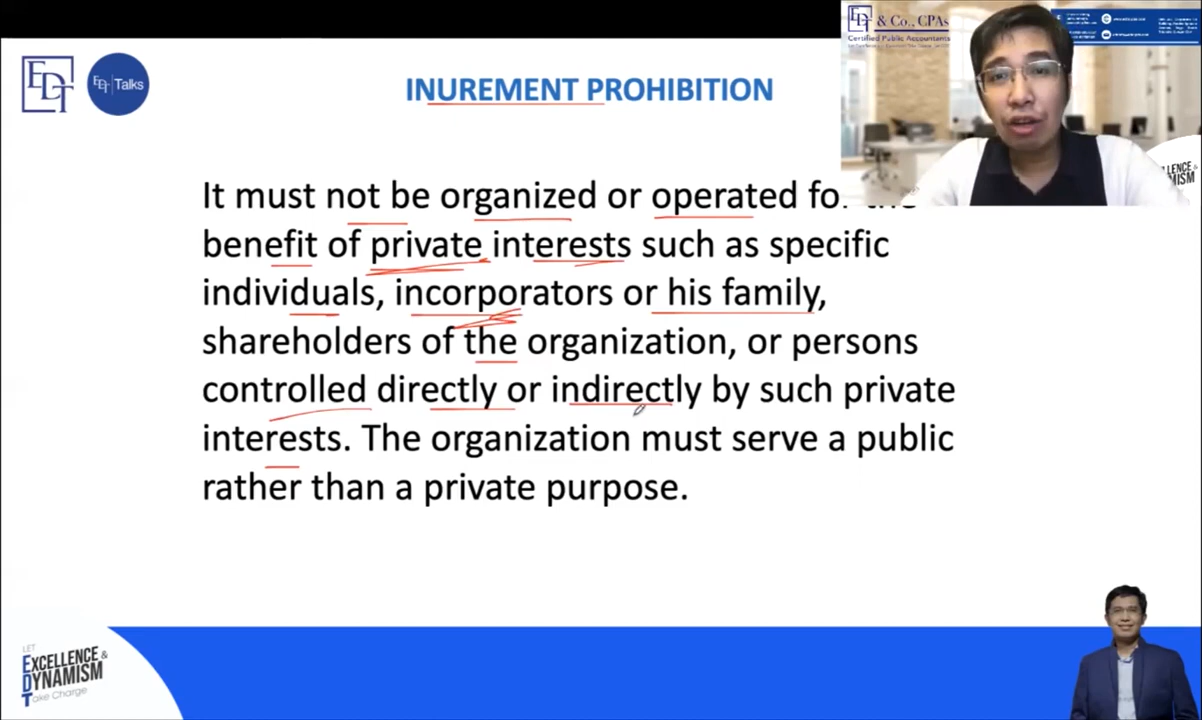 EDT
EDT Talks
& Co., CPAs
Certified Public Accountants
INUREMENT PROHIBITION
It must not be organized or operated for the
benefit of private interests such as specific
individuals, incorporators or his family,
shareholders of the organization, or persons
controlled directly or indirectly by such private
interests. The organization must serve a public
rather than a private purpose.
LET
EXCELLENCE &
DYNAMISM
Take Charge